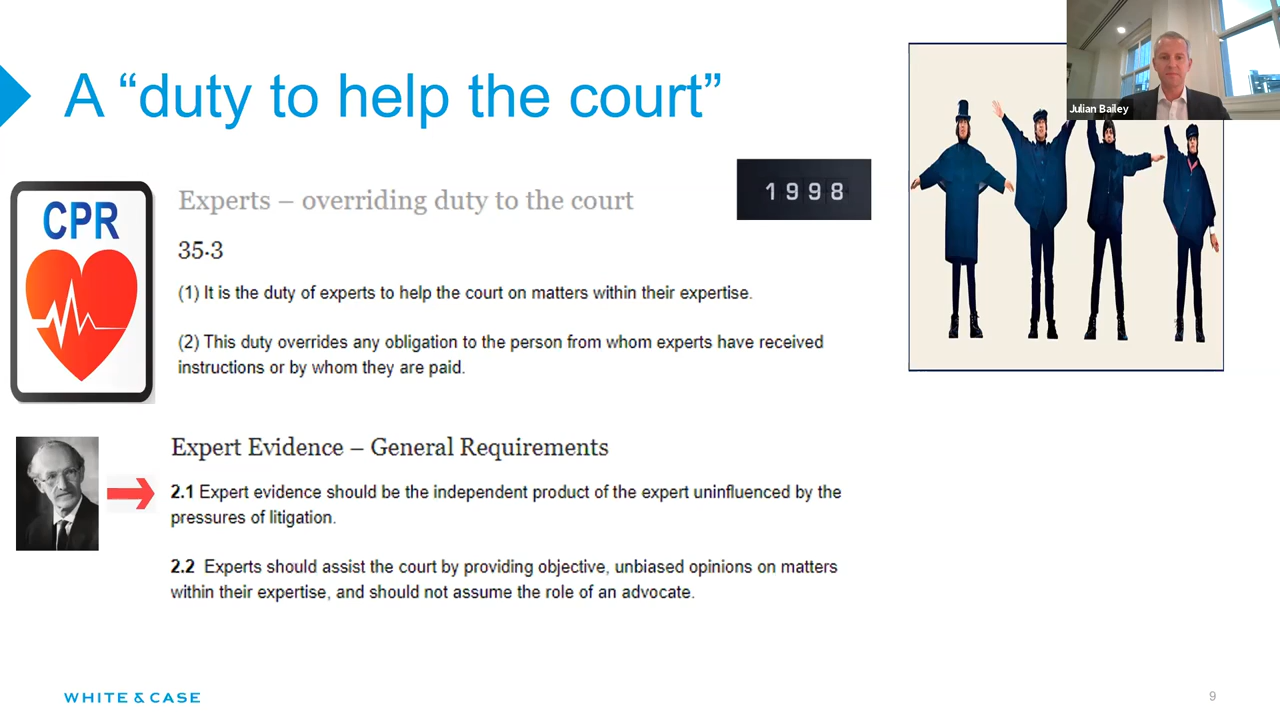 A “duty to help the court”
Julian Bailey
CPR
Experts – overriding duty to the court
1998
35.3
(1) It is the duty of experts to help the court on matters within their expertise.
(2) This duty overrides any obligation to the person from whom experts have received
instructions or by whom they are paid.
Expert Evidence – General Requirements
2.1 Expert evidence should be the independent product of the expert uninfluenced by the
pressures of litigation.
2.2 Experts should assist the court by providing objective, unbiased opinions on matters
within their expertise, and should not assume the role of an advocate.
WHITE & CASE
9